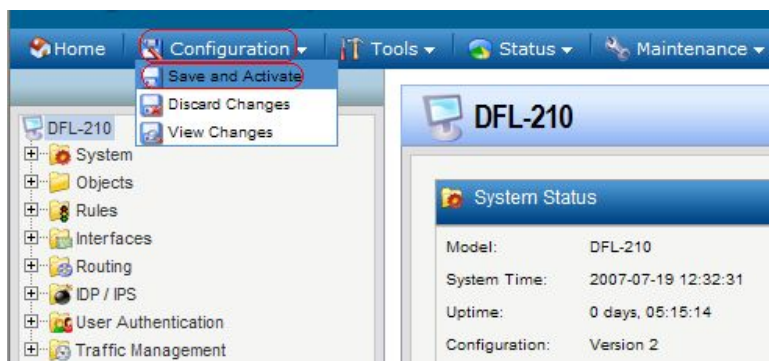 Home Configuration Tools Status Maintenance
Save and Activate
Discard Changes
View Changes
DFL-210
System
Objects
Rules
Interfaces
Routing
IDP / IPS
User Authentication
Traffic Management
DFL-210
System Status
Model: DFL-210
System Time: 2007-07-19 12:32:31
Uptime: 0 days, 05:15:14
Configuration: Version 2